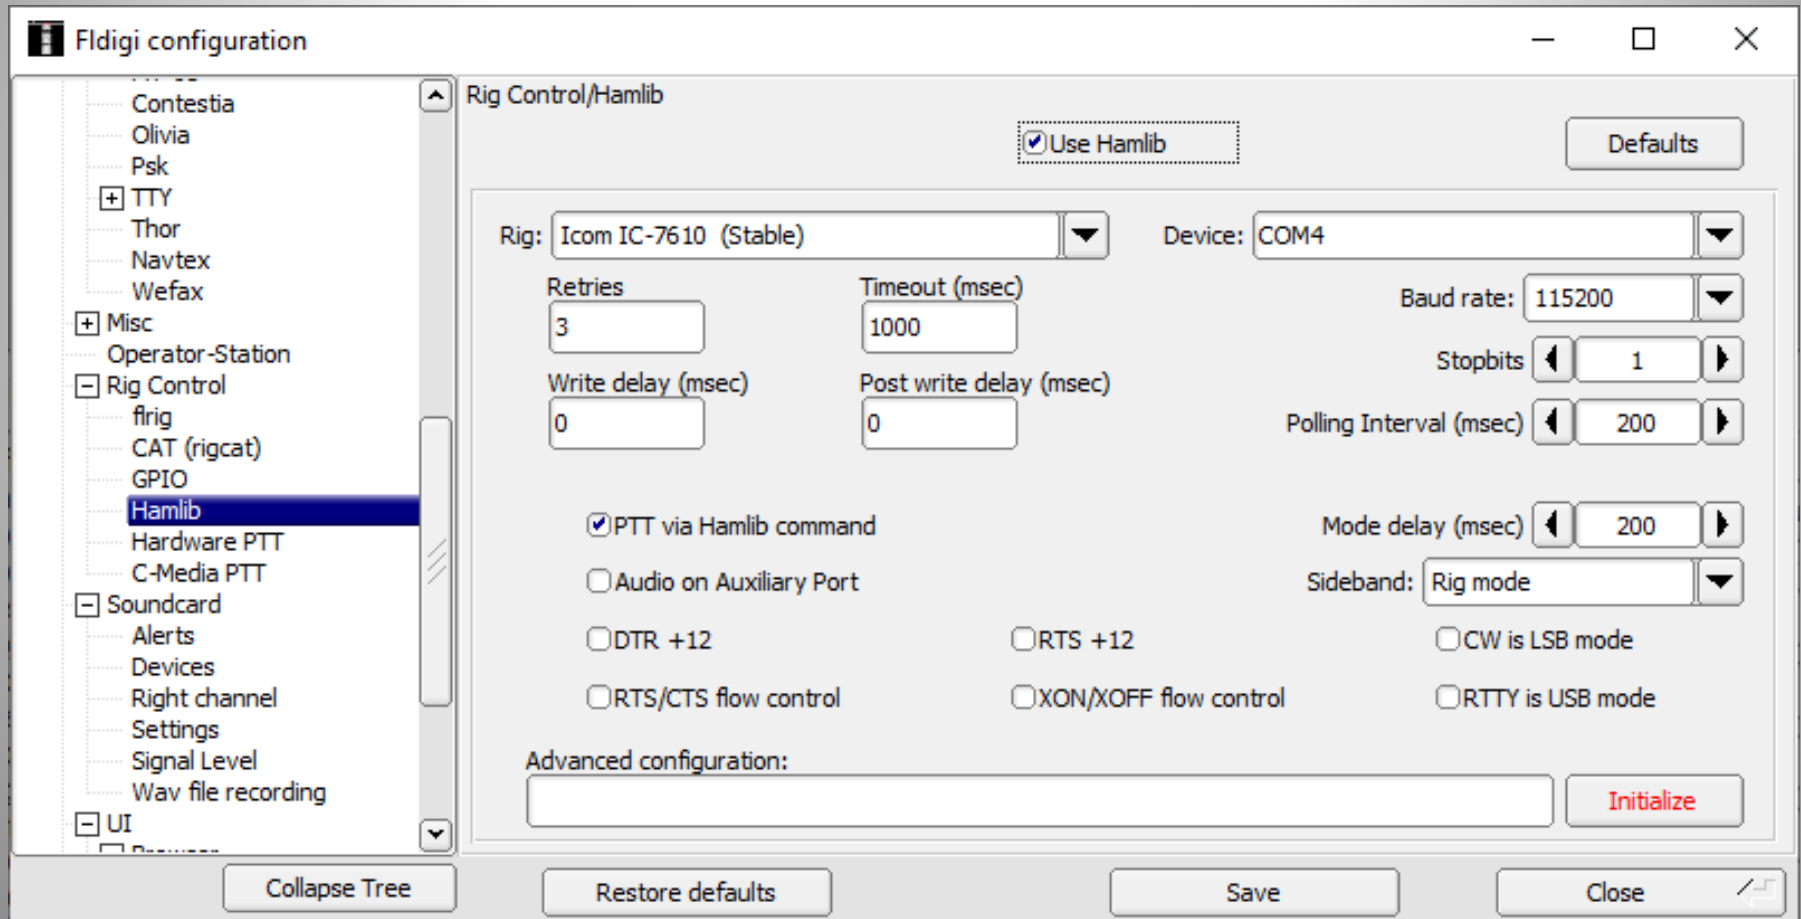 Fldigi configuration
Contestia
Olivia
Psk
TTY
Thor
Navtex
Wefax
Misc
Operator-Station
Rig Control
flrig
CAT (rigcat)
GPIO
Hamlib
Hardware PTT
C-Media PTT
Soundcard
Alerts
Devices
Right channel
Settings
Signal Level
Wav file recording
UI
Collapse Tree
Rig Control/Hamlib
Use Hamlib
Defaults
Rig: Icom IC-7610 (Stable)
Device: COM4
Retries
3
Timeout (msec)
1000
Baud rate: 115200
Stopbits 1
Write delay (msec)
0
Post write delay (msec)
0
Polling Interval (msec) 200
PTT via Hamlib command
Mode delay (msec) 200
Audio on Auxiliary Port
Sideband: Rig mode
DTR +12
RTS +12
CW is LSB mode
RTS/CTS flow control
XON/XOFF flow control
RTTY is USB mode
Advanced configuration:
Initialize
Restore defaults
Save
Close